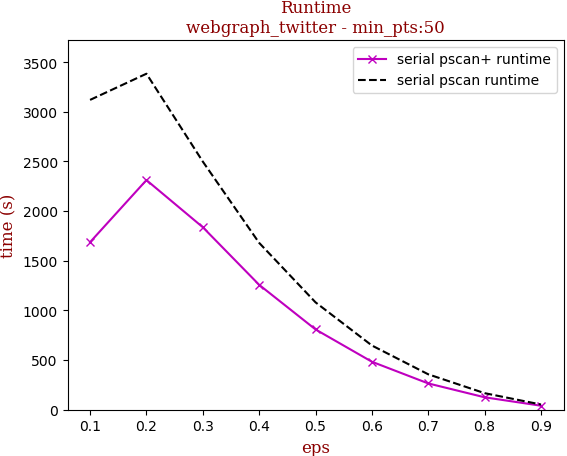 Runtime
webgraph_twitter - min_pts:50
serial pscan+ runtime
serial pscan runtime
time (s)
3500
3000
2500
2000
1500
1000
500
0
0.1 0.2 0.3 0.4 0.5 0.6 0.7 0.8 0.9
eps